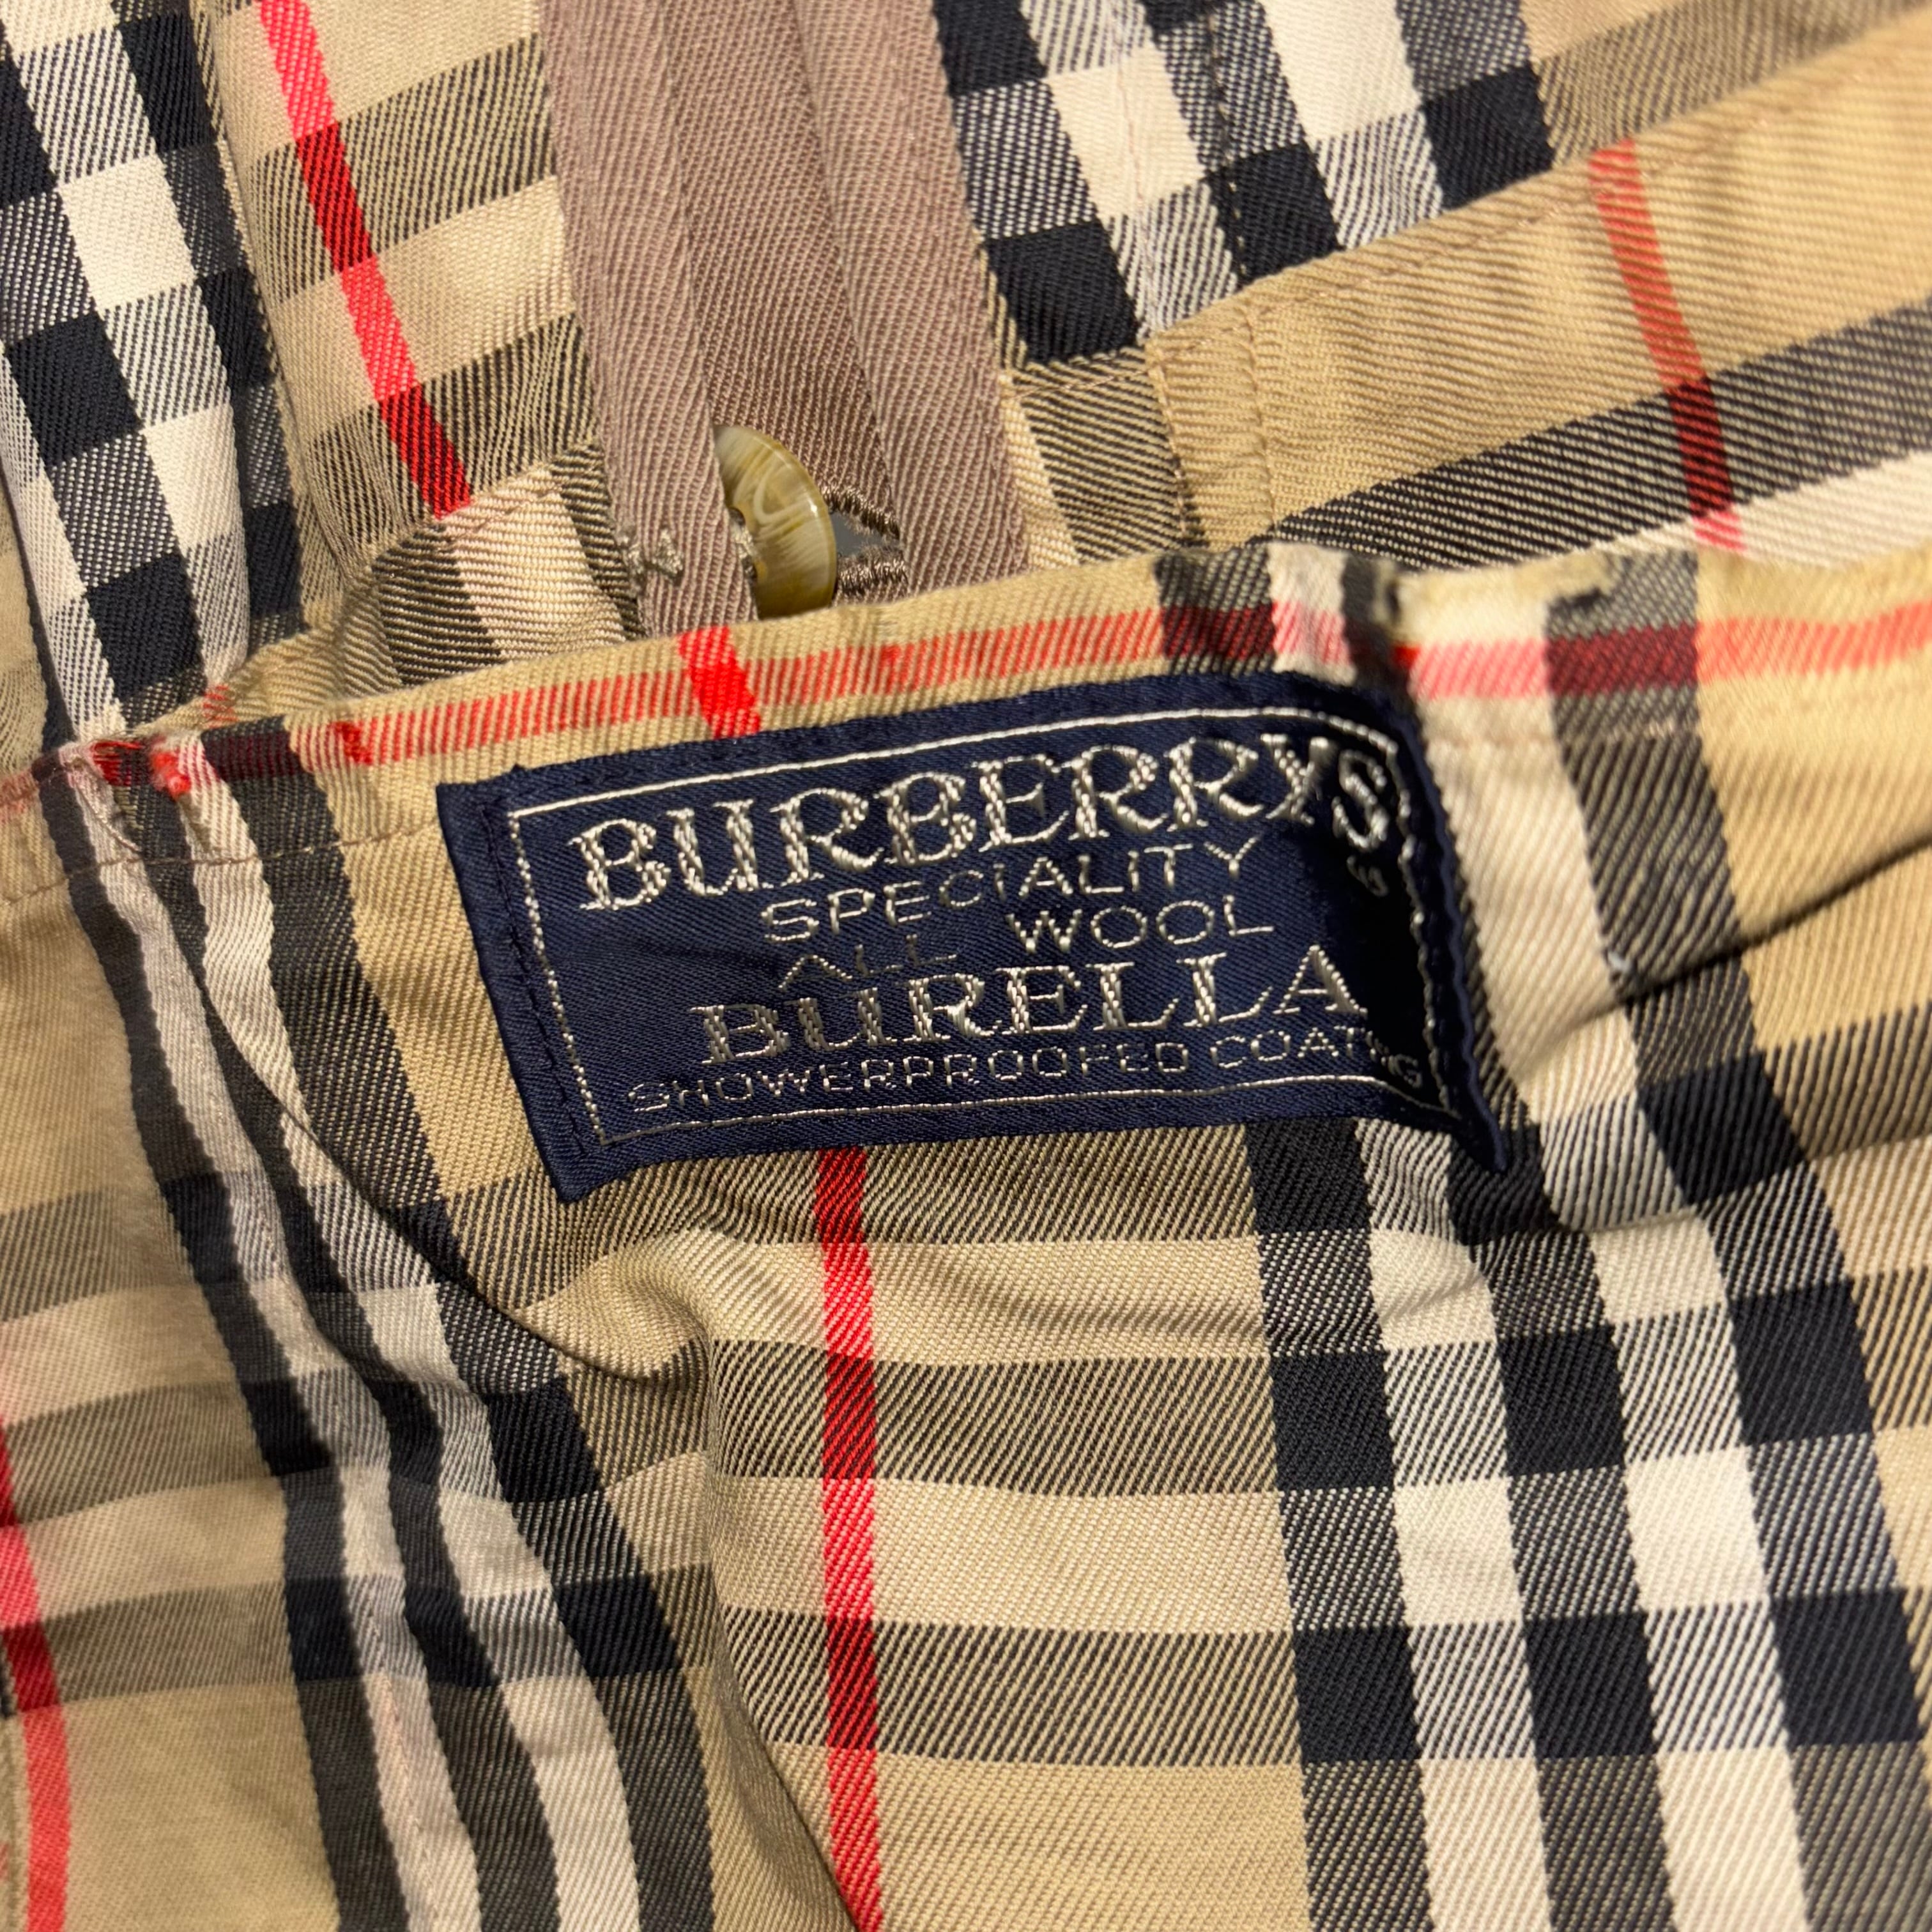 BURBERRYS
SPECIALITY
ALL WOOL
BURELLA
SHOWERPROOFED COATING